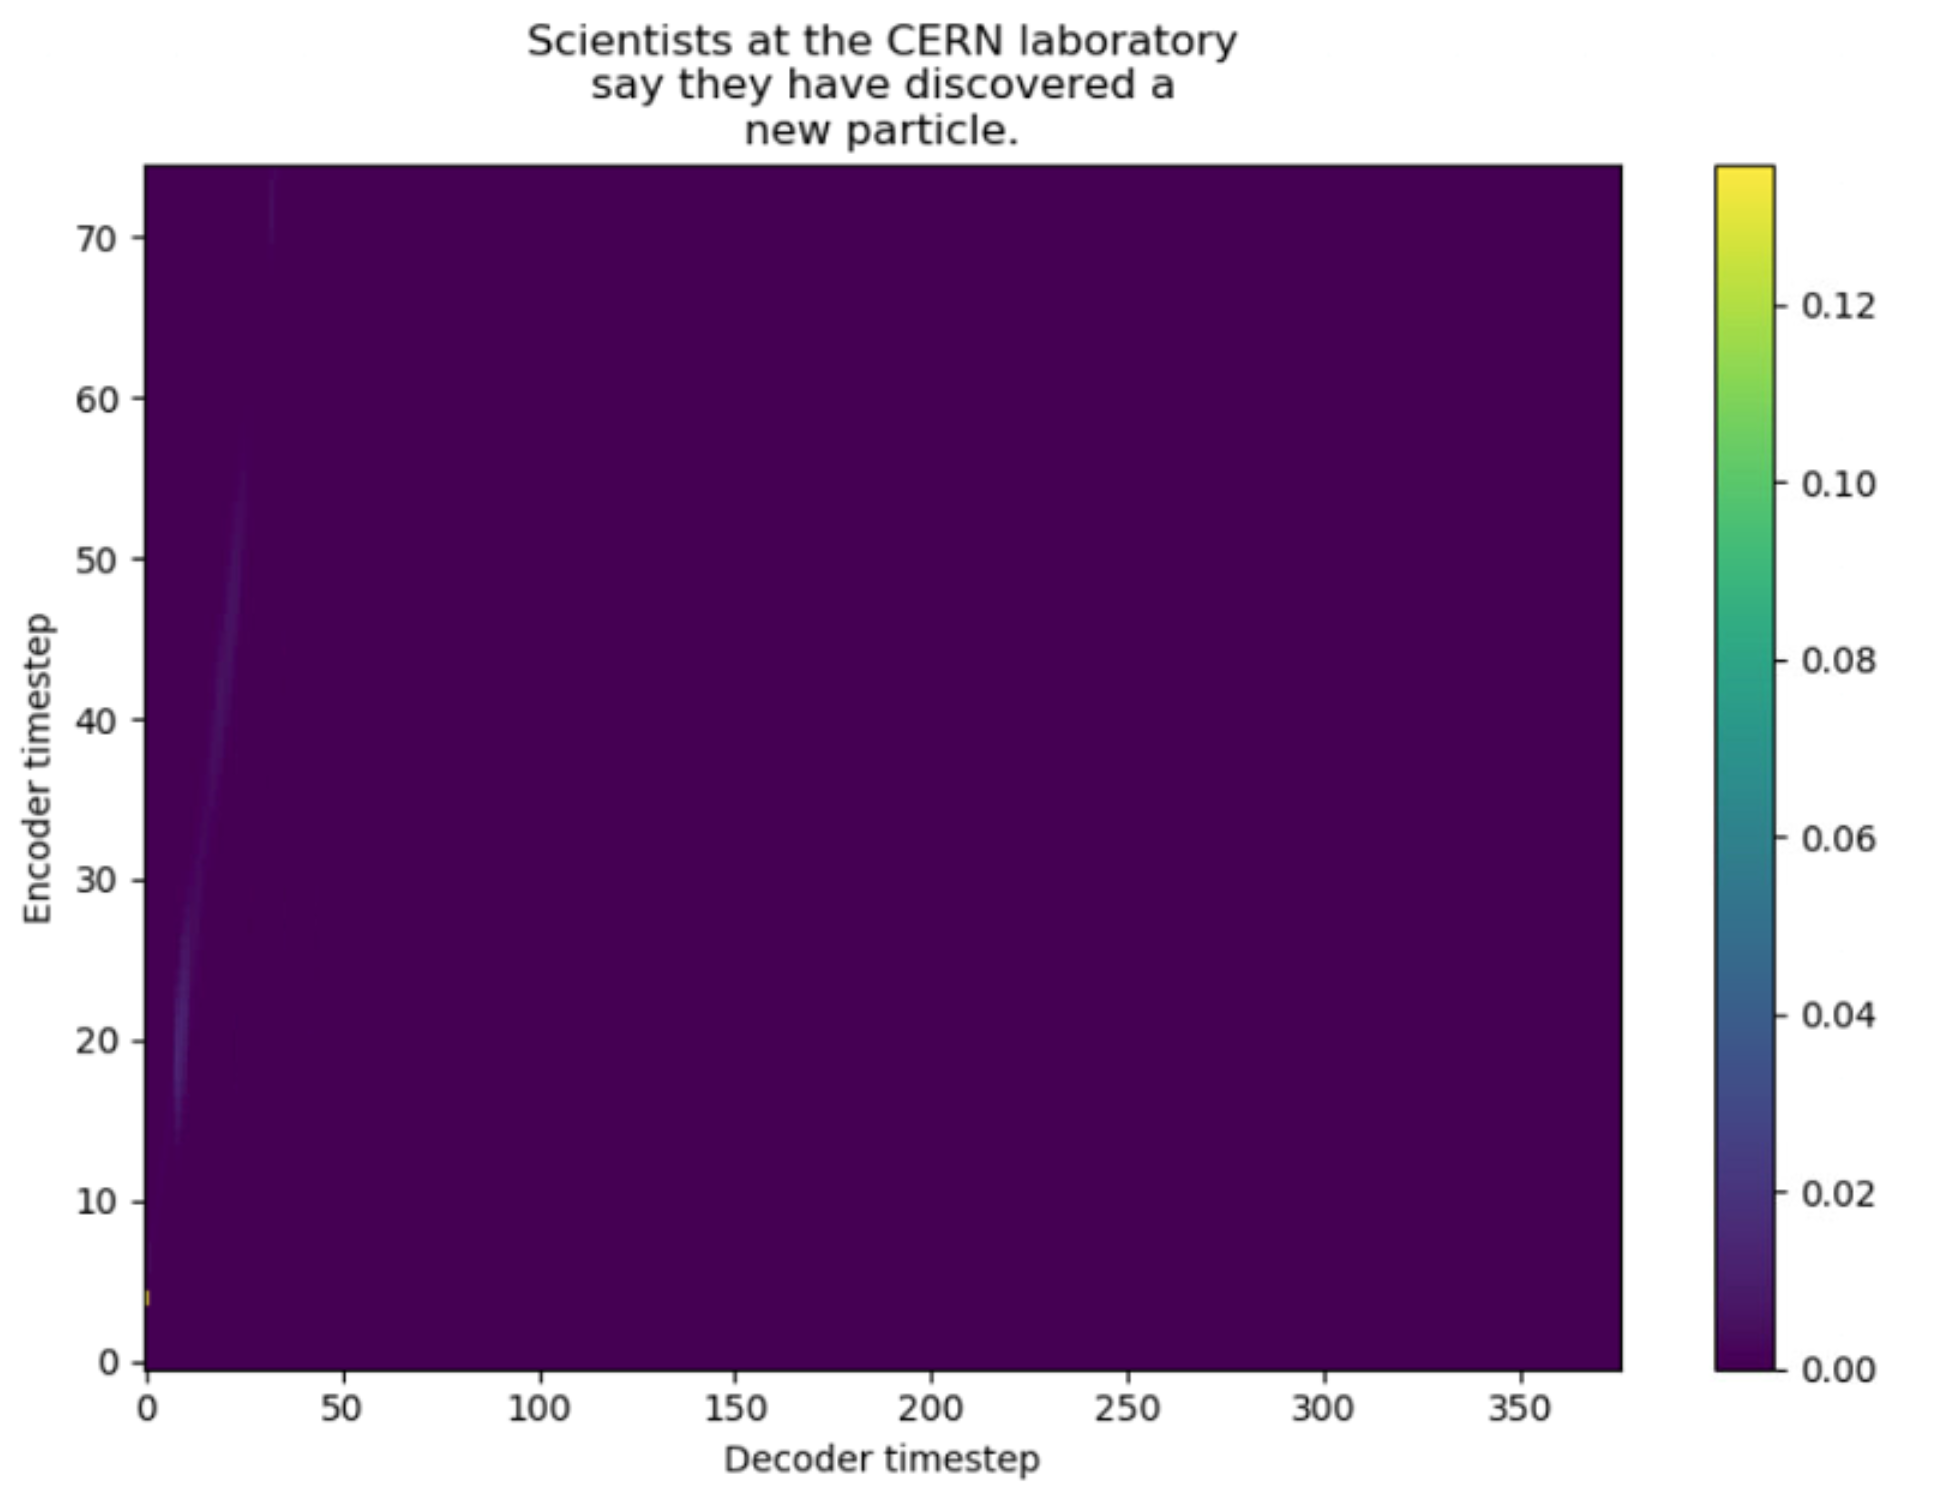 Scientists at the CERN laboratory
say they have discovered a
new particle.
70
60
50
40
30
20
10
0
Encoder timestep
0 50 100 150 200 250 300 350
Decoder timestep
0.12
0.10
0.08
0.06
0.04
0.02
0.00